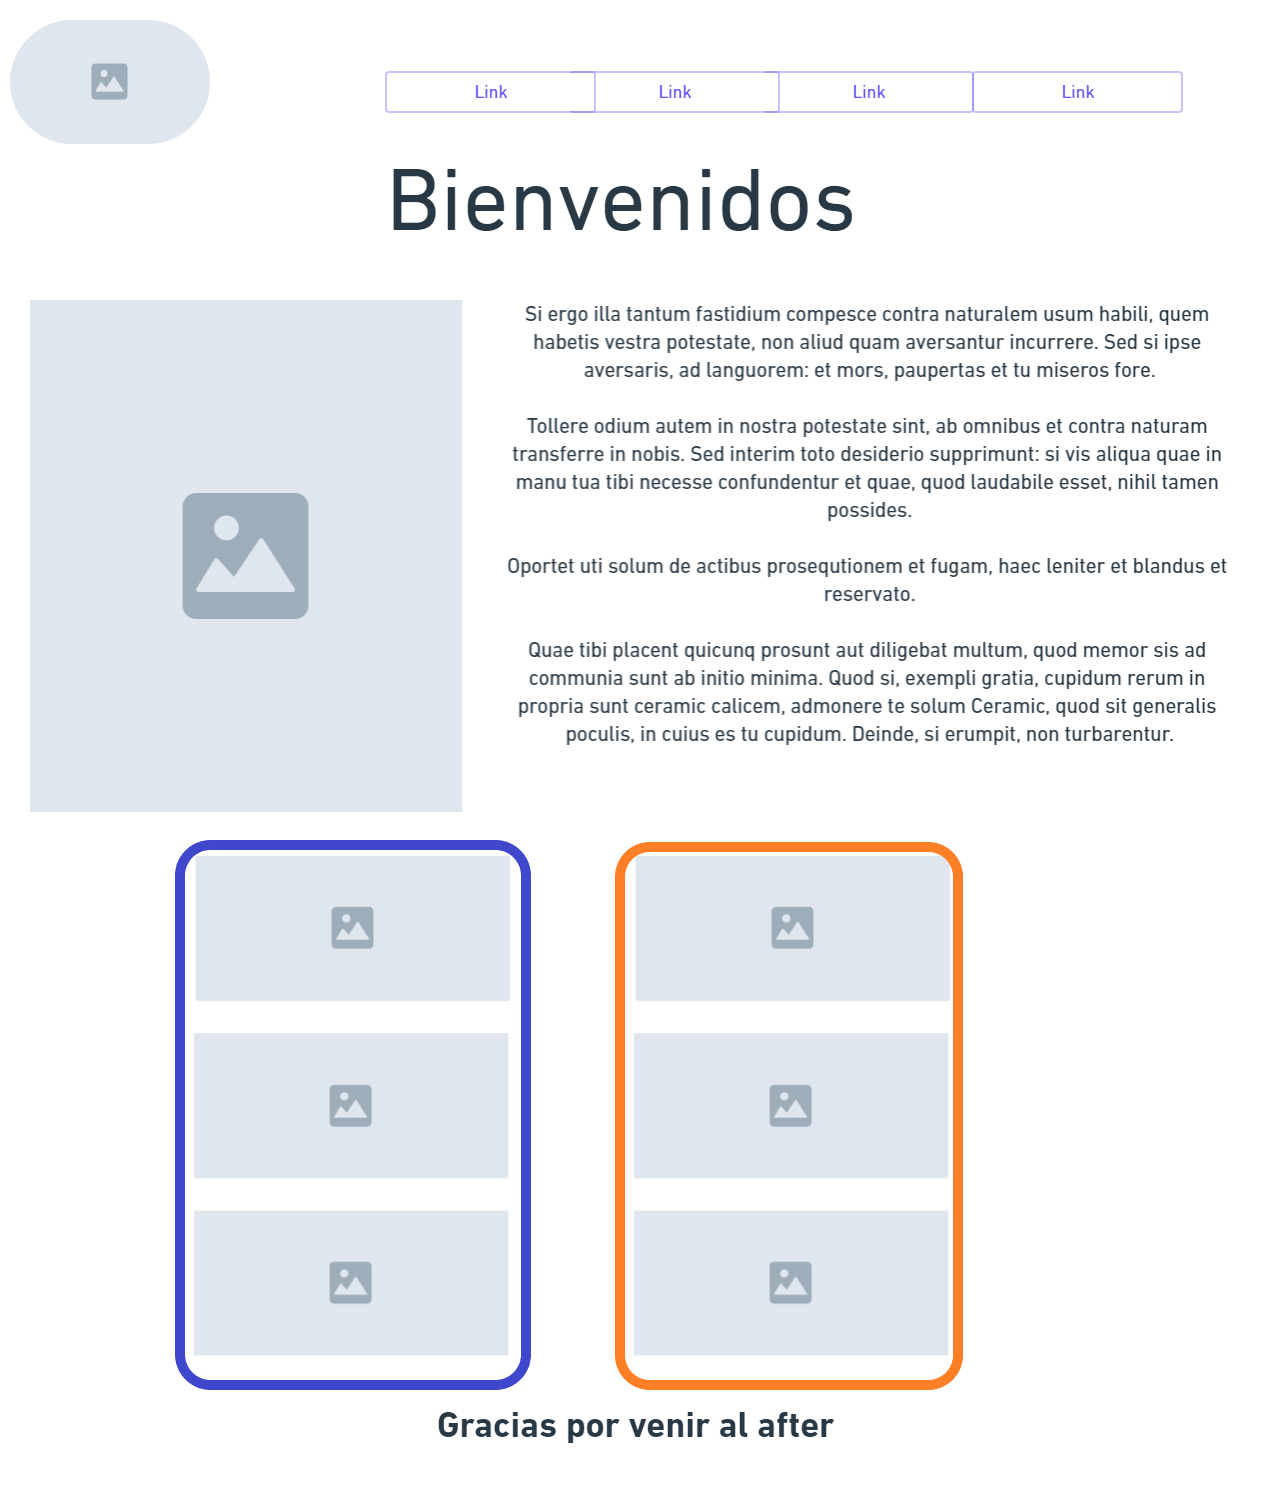 Link Link Link Link
Bienvenidos
Si ergo illa tantum fastidium compesce contra naturalem usum habili, quem
habetis vestra potestate, non aliud quam aversantur incurrere. Sed si ipse
aversaris, ad languorem: et mors, paupertas et tu miseros fore.
Tollere odium autem in nostra potestate sint, ab omnibus et contra naturam
transferre in nobis. Sed interim toto desiderio supprimunt: si vis aliqua quae in
manu tua tibi necesse confundentur et quae, quod laudabile esset, nihil tamen
possides.
Oportet uti solum de actibus prosequtionem et fugam, haec leniter et blandus et
reservato.
Quae tibi placent quicunq prosunt aut diligebat multum, quod memor sis ad
communia sunt ab initio minima. Quod si, exempli gratia, cupidum rerum in
propria sunt ceramic calicem, admonere te solum Ceramic, quod sit generalis
poculis, in cuius es tu cupidum. Deinde, si erumpit, non turbarentur.
Gracias por venir al after